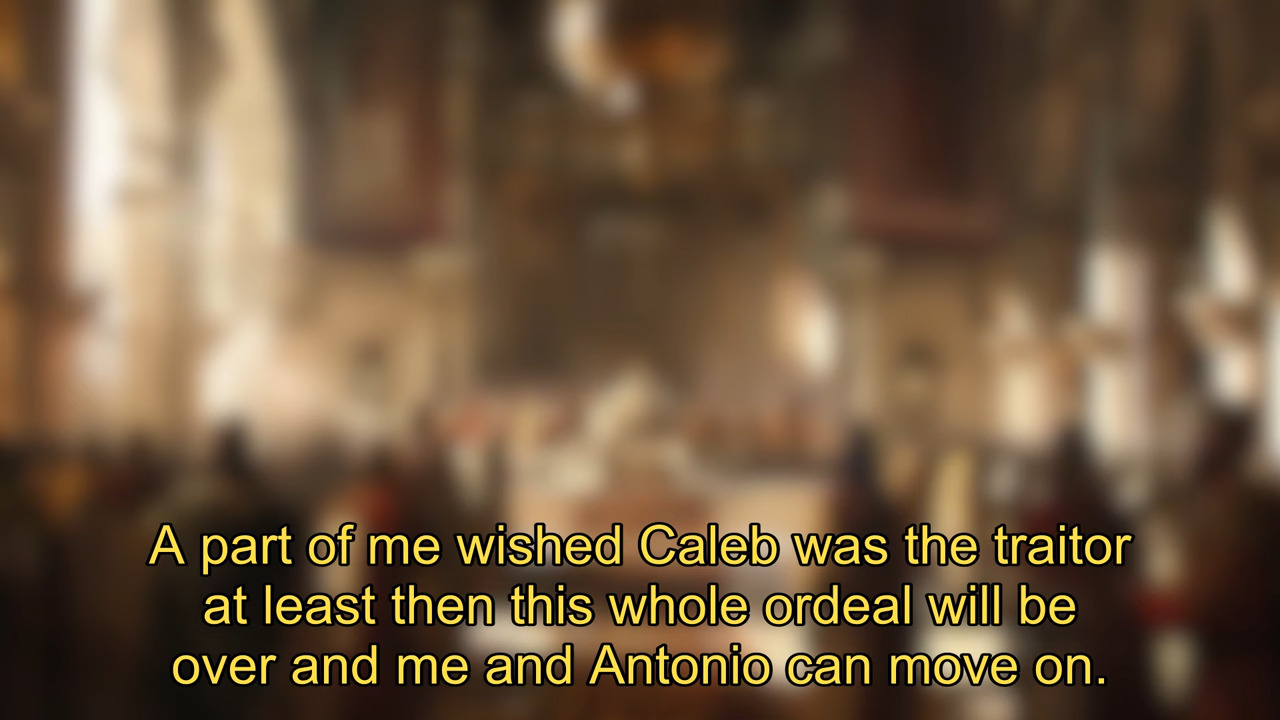 A part of me wished Caleb was the traitor
at least then this whole ordeal will be
over and me and Antonio can move on.